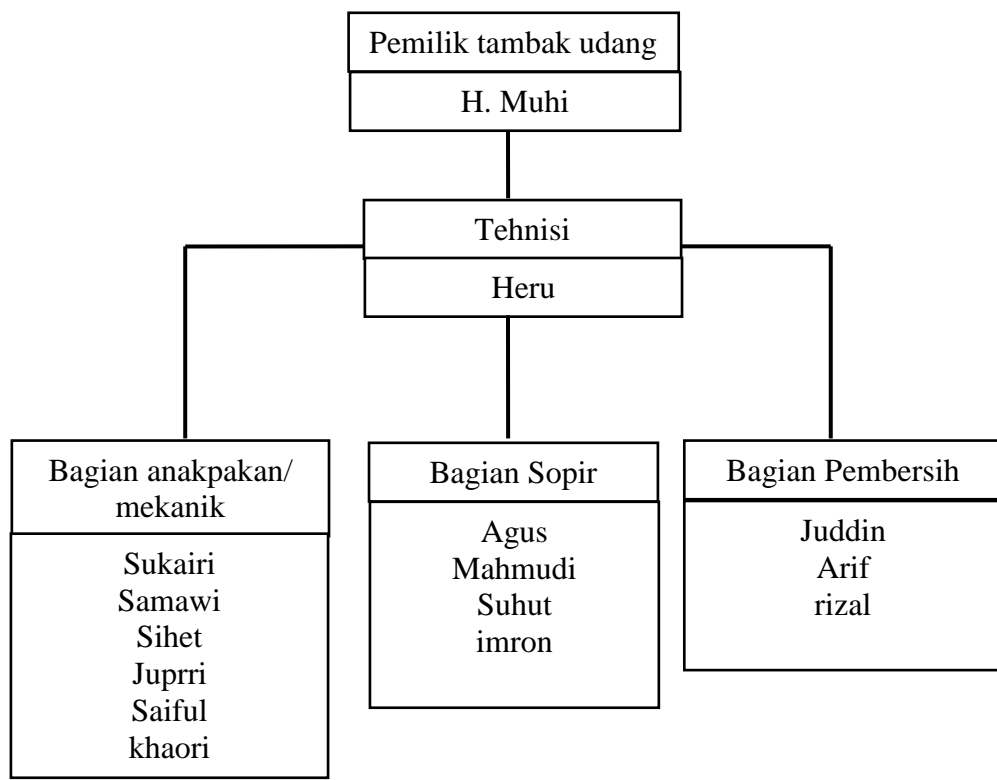 Pemilik tambak udang
H. Muhi
Tehnisi
Heru
Bagian anakpakan/
mekanik
Sukairi
Samawi
Sihet
Juprri
Saiful
khaori
Bagian Sopir
Agus
Mahmudi
Suhut
imron
Bagian Pembersih
Juddin
Arif
rizal